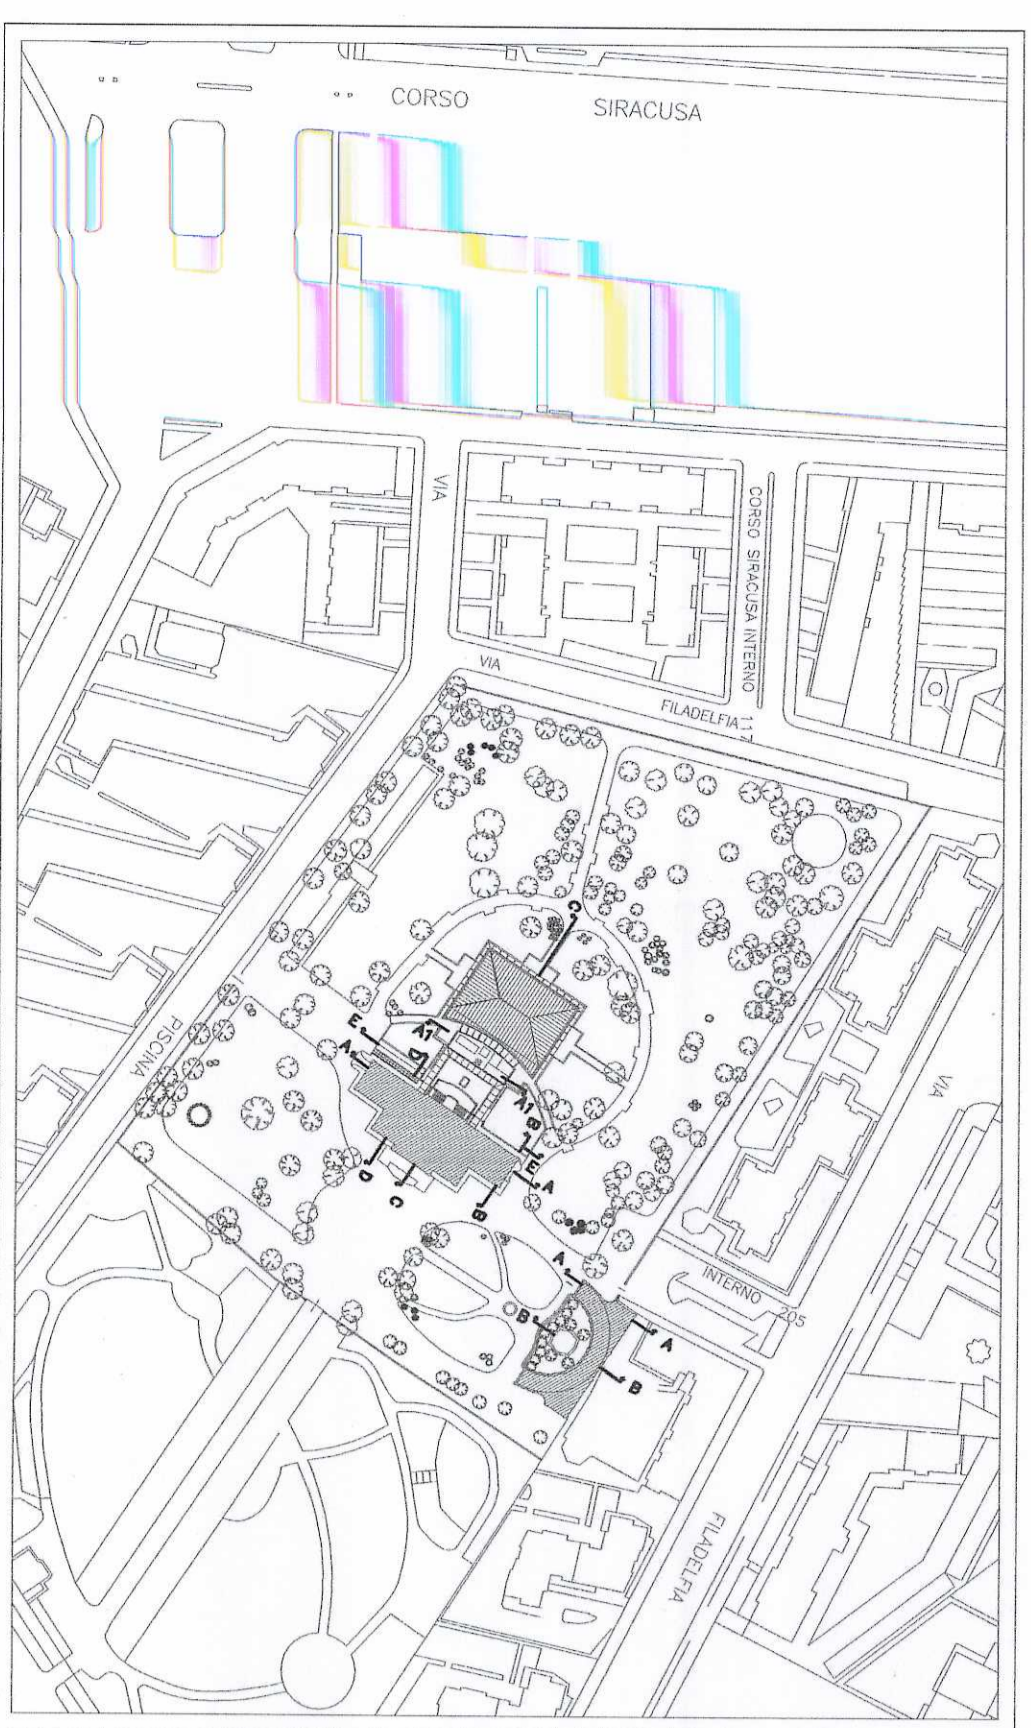 CORSO SIRACUSA
VIA
CORSO SIRACUSA INTERNO
VIA
FILADELFIA
C
PISCINA
E
A
A1
D
A1
B
E
A
D
C
B
VIA
A
INTERNO 205
B
A
B
FILADELFIA